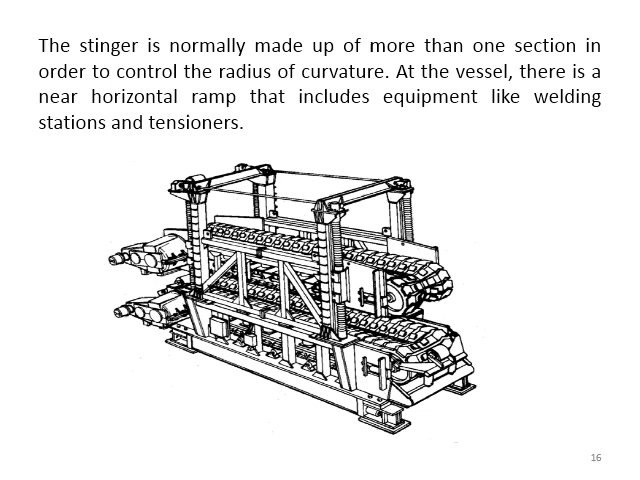 The stinger is normally made up of more than one section in
order to control the radius of curvature. At the vessel, there is a
near horizontal ramp that includes equipment like welding
stations and tensioners.
16